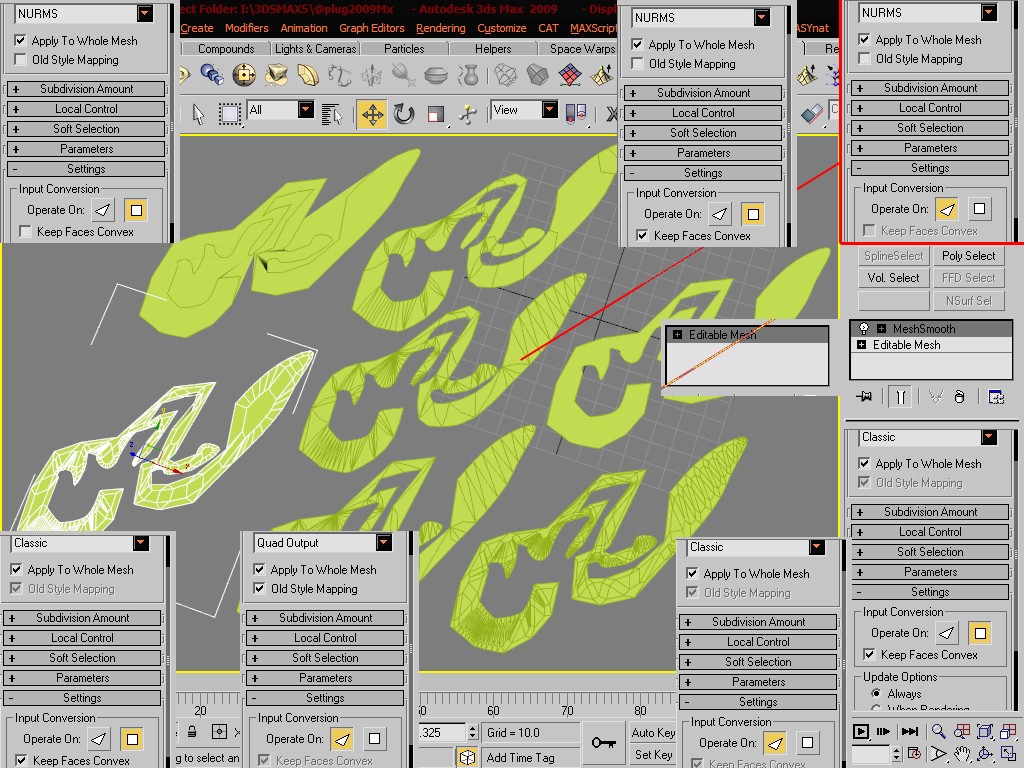 NURMS
Apply To Whole Mesh
Old Style Mapping
+ Subdivision Amount
+ Local Control
+ Soft Selection
+ Parameters
- Settings
Input Conversion
Operate On:
Keep Faces Convex
ect Folder: I:\3DSMAX5\@plug2009Mx - Autodesk 3ds Max 2009 - Displ
Create Modifiers Animation Graph Editors Rendering Customize CAT MAXScrip
Compounds Lights & Cameras Particles Helpers Space Warps
All
View
NURMS
Apply To Whole Mesh
Old Style Mapping
+ Subdivision Amount
+ Local Control
+ Soft Selection
+ Parameters
- Settings
Input Conversion
Operate On:
Keep Faces Convex
ASYnat
Re
NURMS
Apply To Whole Mesh
Old Style Mapping
+ Subdivision Amount
+ Local Control
+ Soft Selection
+ Parameters
- Settings
Input Conversion
Operate On:
Keep Faces Convex
SplineSelect Poly Select
Vol. Select FFD Select
NSurf Sel
MeshSmooth
Editable Mesh
Editable Mesh
Classic
Apply To Whole Mesh
Old Style Mapping
+ Subdivision Amount
+ Local Control
+ Soft Selection
+ Parameters
- Settings
Input Conversion
Operate On:
Keep Faces Convex
Update Options
Always
When Rendering
Classic
Apply To Whole Mesh
Old Style Mapping
+ Subdivision Amount
+ Local Control
+ Soft Selection
+ Parameters
- Settings
Input Conversion
Operate On:
Keep Faces Convex
20
g to select an
Quad Output
Apply To Whole Mesh
Old Style Mapping
+ Subdivision Amount
+ Local Control
+ Soft Selection
+ Parameters
- Settings
Input Conversion
Operate On:
Keep Faces Convex
60 70 80
.325
Grid = 10.0
Add Time Tag
Auto Key
Set Key
Classic
Apply To Whole Mesh
Old Style Mapping
+ Subdivision Amount
+ Local Control
+ Soft Selection
+ Parameters
- Settings
Input Conversion
Operate On:
Keep Faces Convex